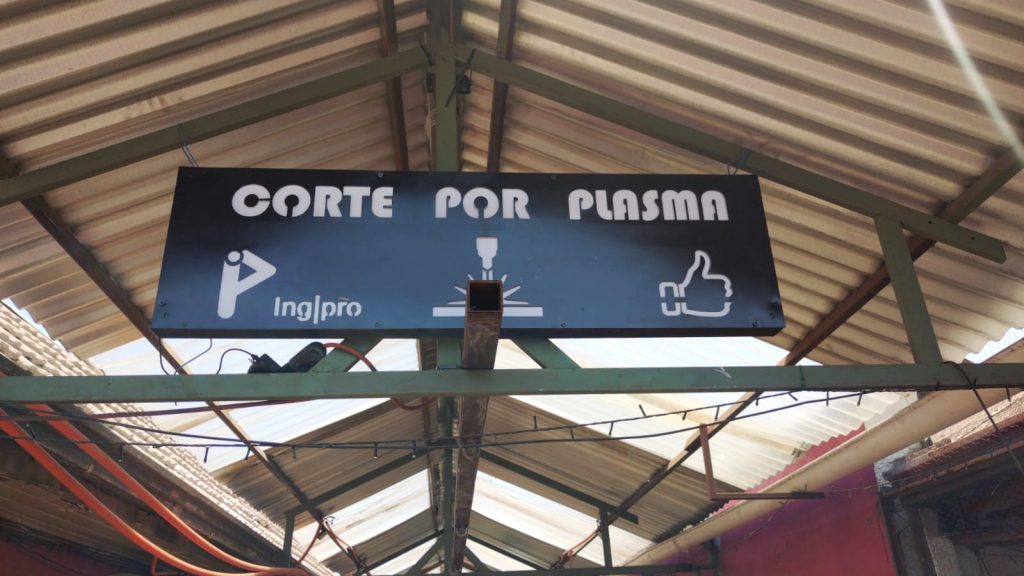 CORTE POR PLASMA
Ing|pro